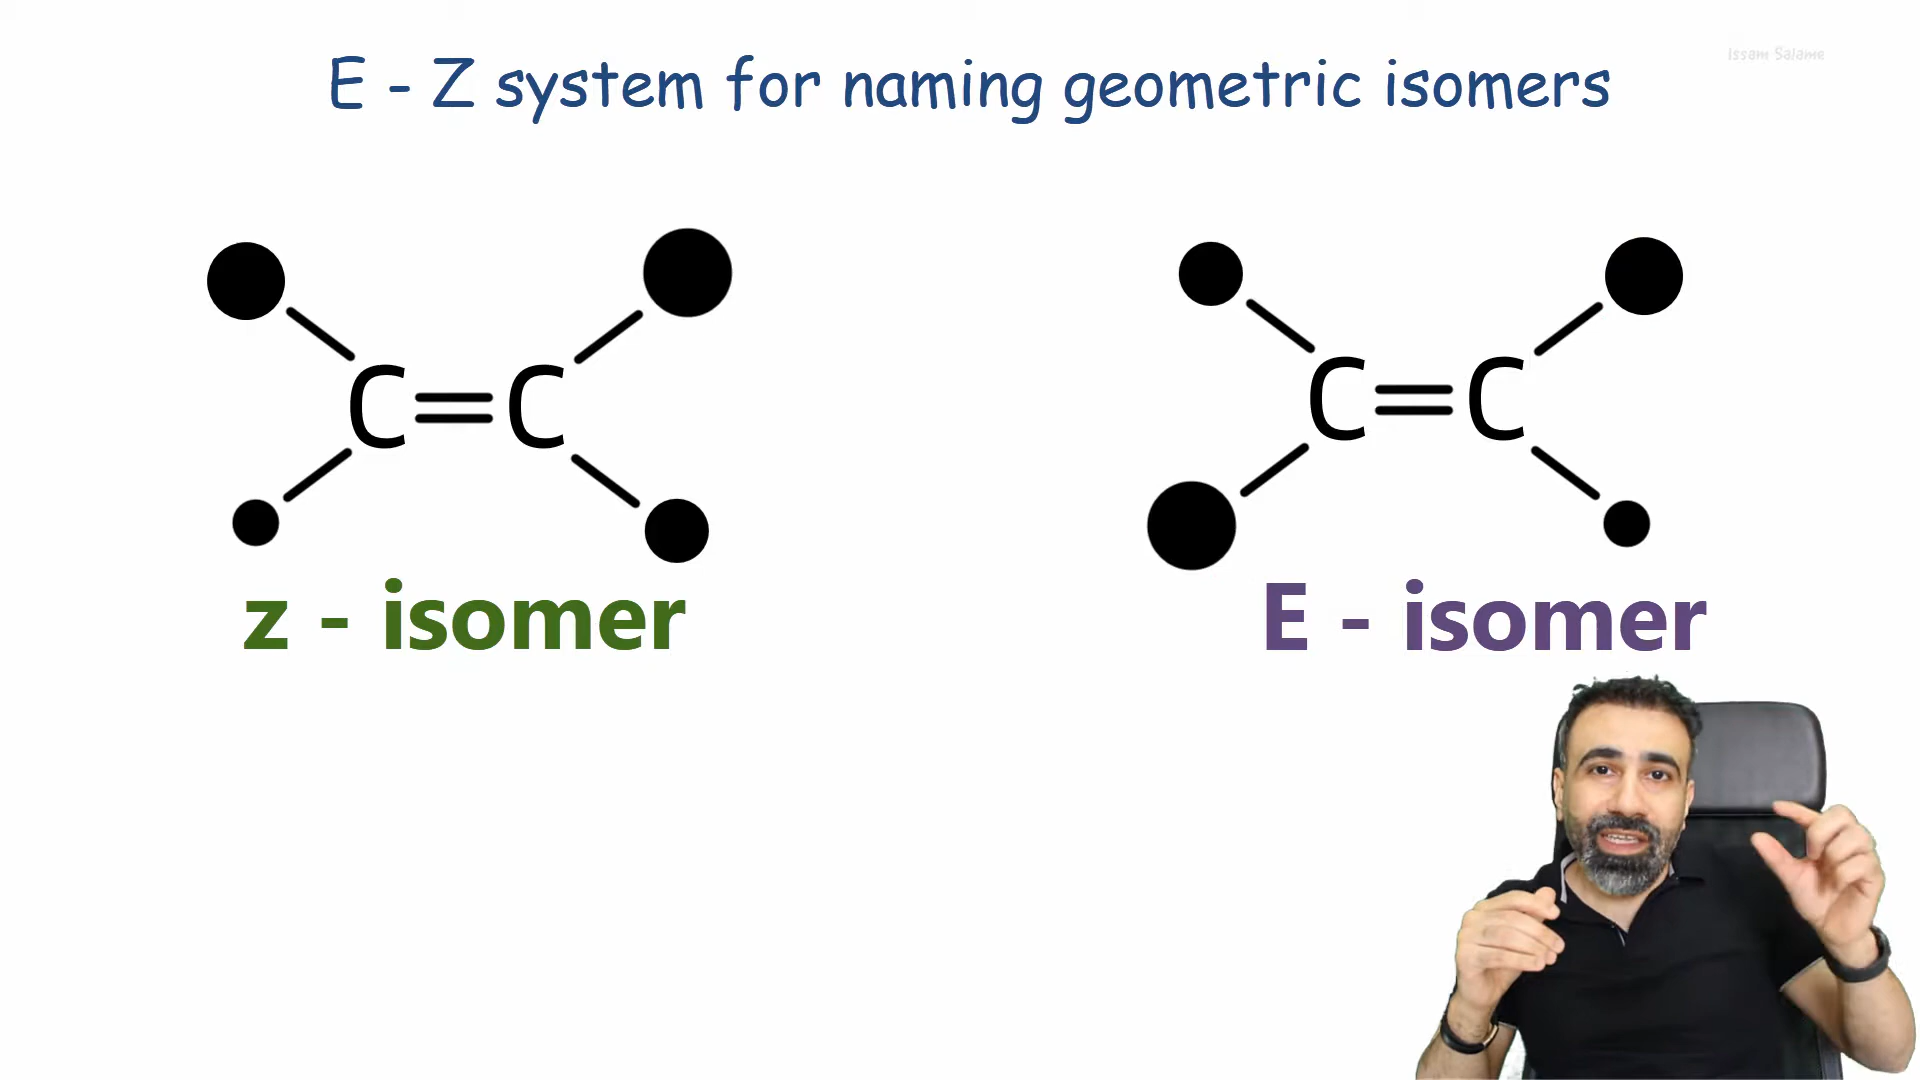 Issam Salame
E - Z system for naming geometric isomers
C = C
C = C
z - isomer
E - isomer